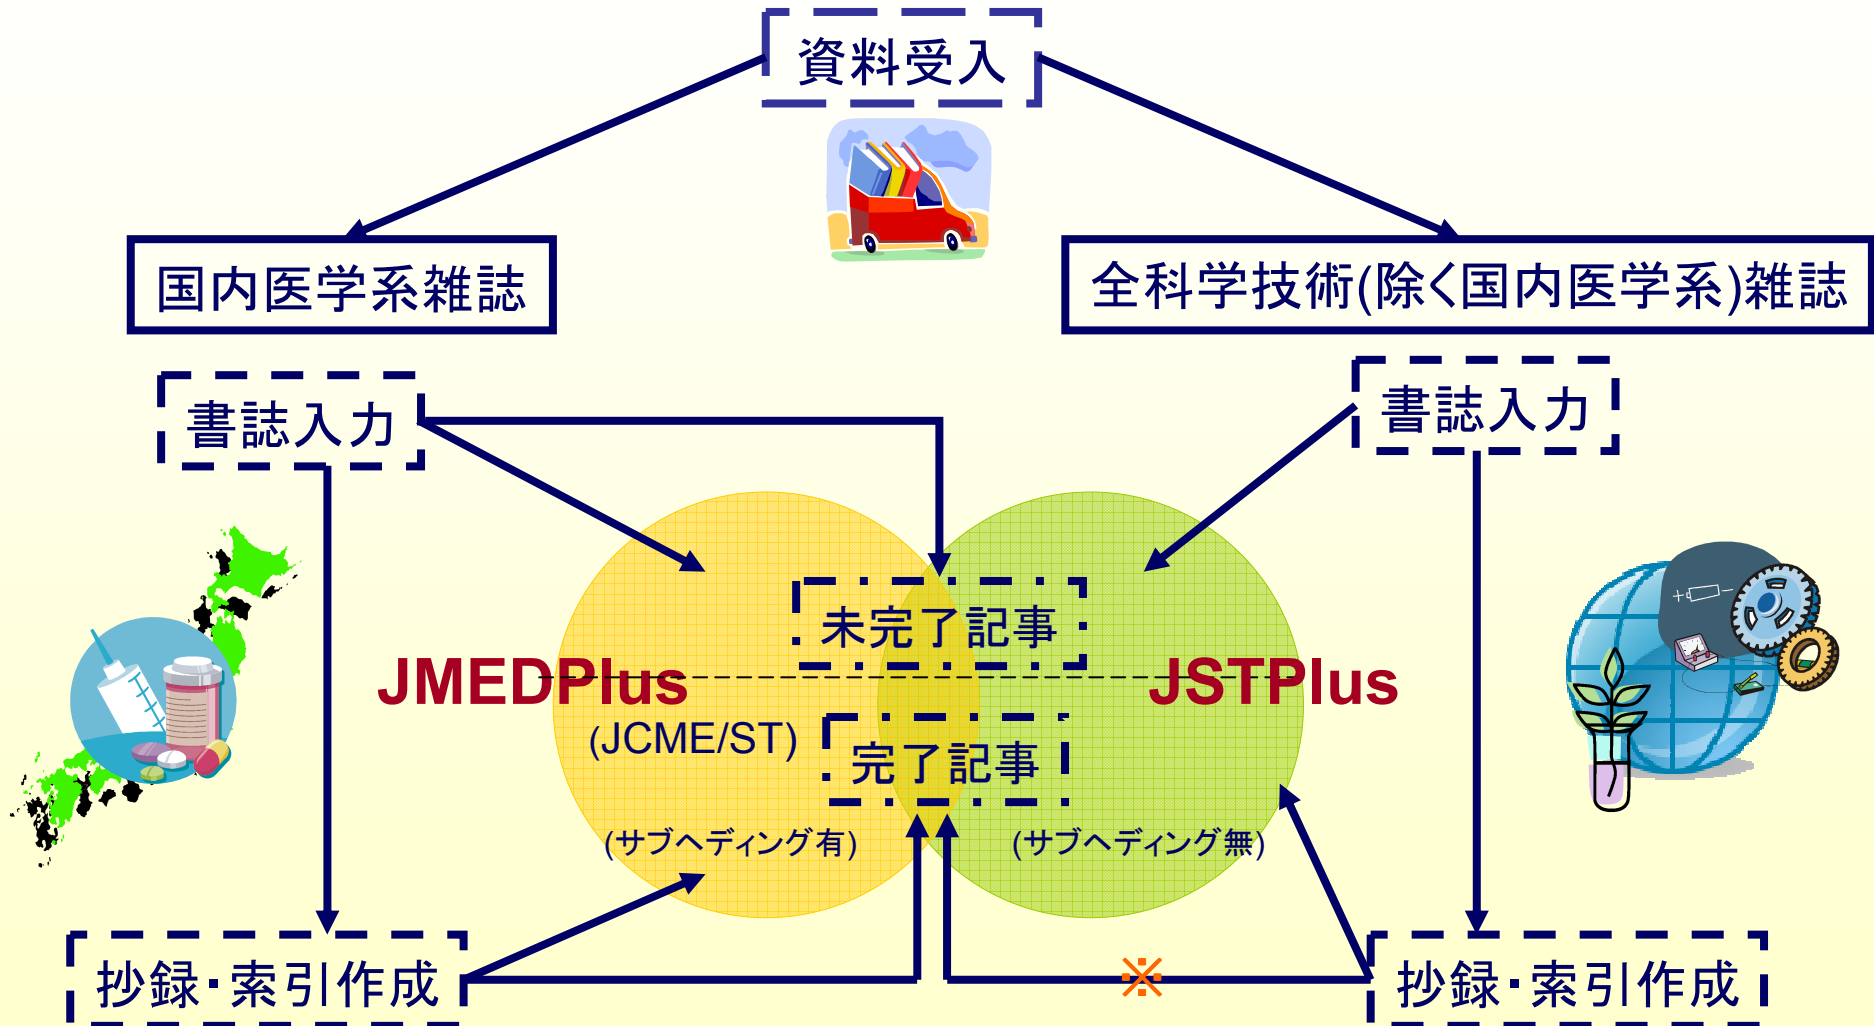 資料受入
国内医学系雑誌
全科学技術(除く国内医学系)雑誌
書誌入力
書誌入力
未完了記事
JMEDPlus
JSTPlus
(JCME/ST)
完了記事
(サブヘディング有)
(サブヘディング無)
※
抄録・索引作成
抄録・索引作成